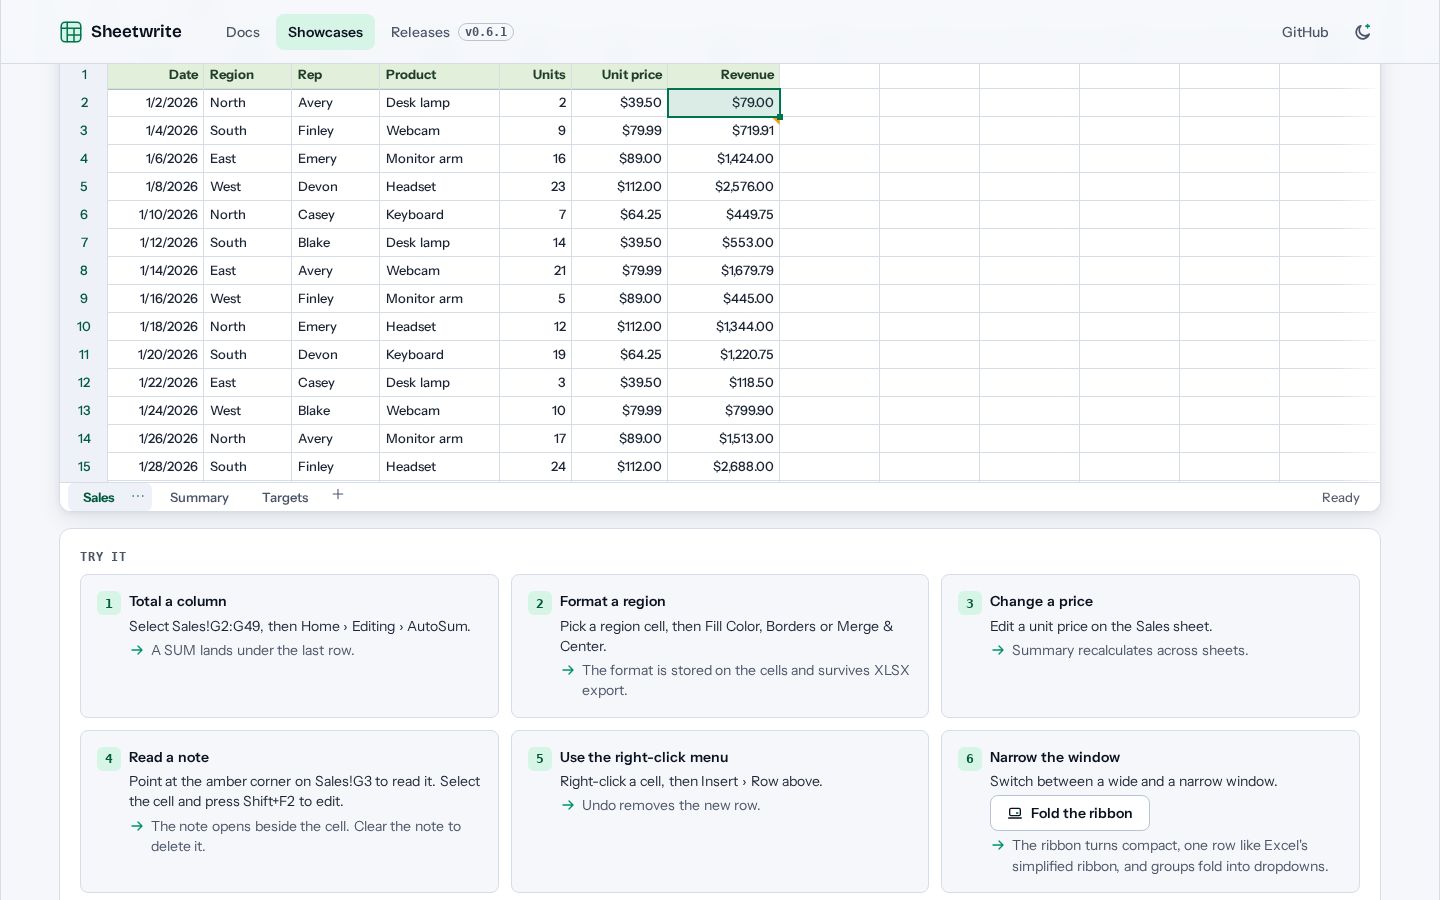 Sheetwrite Docs Showcases Releases v0.6.1 GitHub
1 Date Region Rep Product Units Unit price Revenue
2 1/2/2026 North Avery Desk lamp 2 $39.50 $79.00
3 1/4/2026 South Finley Webcam 9 $79.99 $719.91
4 1/6/2026 East Emery Monitor arm 16 $89.00 $1,424.00
5 1/8/2026 West Devon Headset 23 $112.00 $2,576.00
6 1/10/2026 North Casey Keyboard 7 $64.25 $449.75
7 1/12/2026 South Blake Desk lamp 14 $39.50 $553.00
8 1/14/2026 East Avery Webcam 21 $79.99 $1,679.79
9 1/16/2026 West Finley Monitor arm 5 $89.00 $445.00
10 1/18/2026 North Emery Headset 12 $112.00 $1,344.00
11 1/20/2026 South Devon Keyboard 19 $64.25 $1,220.75
12 1/22/2026 East Casey Desk lamp 3 $39.50 $118.50
13 1/24/2026 West Blake Webcam 10 $79.99 $799.90
14 1/26/2026 North Avery Monitor arm 17 $89.00 $1,513.00
15 1/28/2026 South Finley Headset 24 $112.00 $2,688.00
Sales ··· Summary Targets + Ready
TRY IT
1 Total a column
Select Sales!G2:G49, then Home › Editing › AutoSum.
→ A SUM lands under the last row.
2 Format a region
Pick a region cell, then Fill Color, Borders or Merge &
Center.
→ The format is stored on the cells and survives XLSX
export.
3 Change a price
Edit a unit price on the Sales sheet.
→ Summary recalculates across sheets.
4 Read a note
Point at the amber corner on Sales!G3 to read it. Select
the cell and press Shift+F2 to edit.
→ The note opens beside the cell. Clear the note to
delete it.
5 Use the right-click menu
Right-click a cell, then Insert › Row above.
→ Undo removes the new row.
6 Narrow the window
Switch between a wide and a narrow window.
Fold the ribbon
→ The ribbon turns compact, one row like Excel's
simplified ribbon, and groups fold into dropdowns.